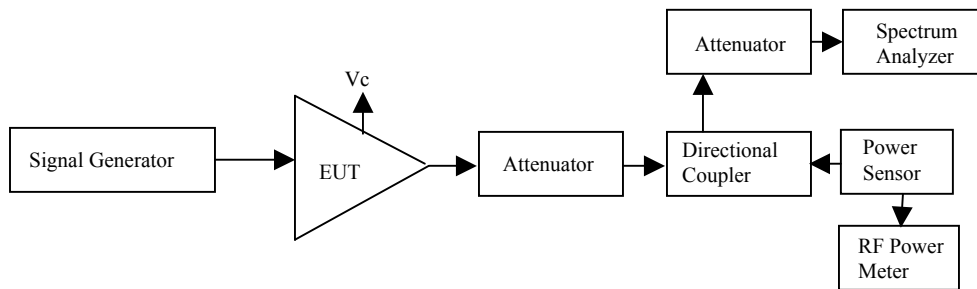 Attenuator
Spectrum
Analyzer
Vc
Signal Generator
EUT
Attenuator
Directional
Coupler
Power
Sensor
RF Power
Meter